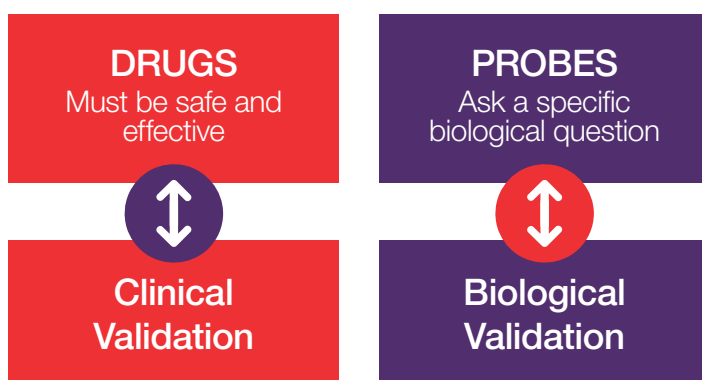 DRUGS
Must be safe and
effective
Clinical
Validation
PROBES
Ask a specific
biological question
Biological
Validation